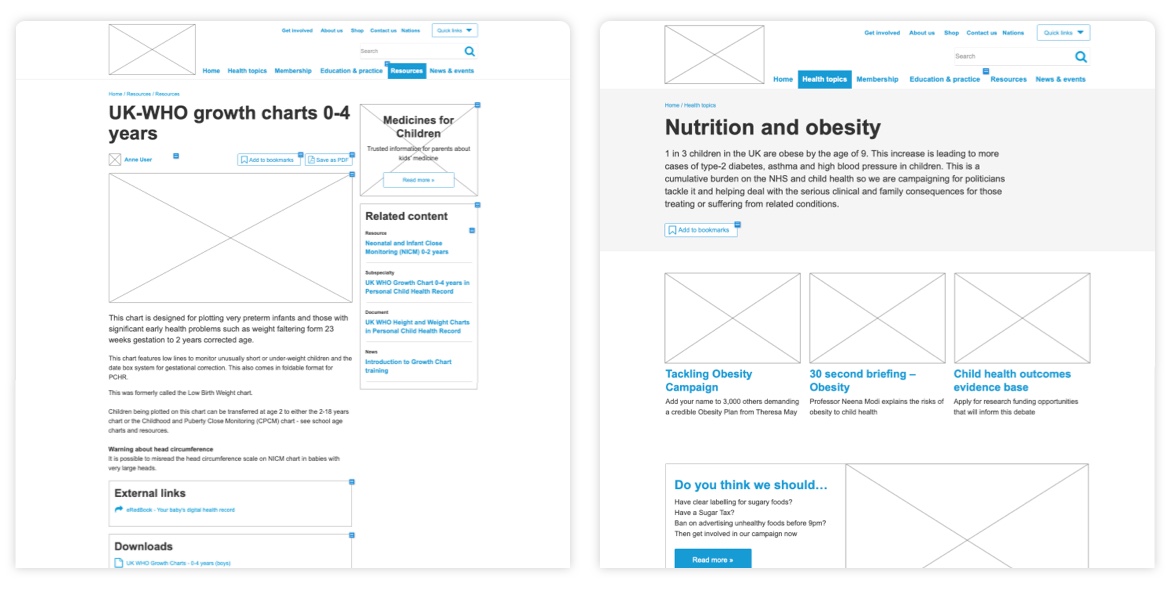 Get involved About us Shop Contact us Nations Quick links
Search
Home Health topics Membership Education & practice Resources News & events
Home / Resources / Resources
UK-WHO growth charts 0-4
years
Anne User Add to bookmarks Save as PDF
This chart is designed for plotting very preterm infants and those with
significant early health problems such as weight faltering form 23
weeks gestation to 2 years corrected age.
This chart features low lines to monitor unusually short or under-weight children and the
date box system for gestational correction. This also comes in foldable format for
PCHR.
This was formerly called the Low Birth Weight chart.
Children being plotted on this chart can be transferred at age 2 to either the 2-18 years
chart or the Childhood and Puberty Close Monitoring (CPCM) chart - see school age
charts and resources.
Warning about head circumference
It is possible to misread the head circumference scale on NICM chart in babies with
very large heads.
External links
eRedBook - Your baby's digital health record
Downloads
UK WHO Growth Charts - 0-4 years (boys)
Medicines for
Children
Trusted information for parents about
kids' medicine
Read more »
Related content
Resource
Neonatal and Infant Close
Monitoring (NICM) 0-2 years
Subspecialty
UK WHO Growth Chart 0-4 years in
Personal Child Health Record
Document
UK WHO Height and Weight Charts
in Personal Child Health Record
News
Introduction to Growth Chart
training
Get involved About us Shop Contact us Nations Quick links
Search
Home Health topics Membership Education & practice Resources News & events
Home / Health topics
Nutrition and obesity
1 in 3 children in the UK are obese by the age of 9. This increase is leading to more
cases of type-2 diabetes, asthma and high blood pressure in children. This is a
cumulative burden on the NHS and child health so we are campaigning for politicians
tackle it and helping deal with the serious clinical and family consequences for those
treating or suffering from related conditions.
Add to bookmarks
Tackling Obesity
Campaign
Add your name to 3,000 others demanding
a credible Obesity Plan from Theresa May
30 second briefing –
Obesity
Professor Neena Modi explains the risks of
obesity to child health
Child health outcomes
evidence base
Apply for research funding opportunities
that will inform this debate
Do you think we should…
Have clear labelling for sugary foods?
Have a Sugar Tax?
Ban on advertising unhealthy foods before 9pm?
Then get involved in our campaign now
Read more »